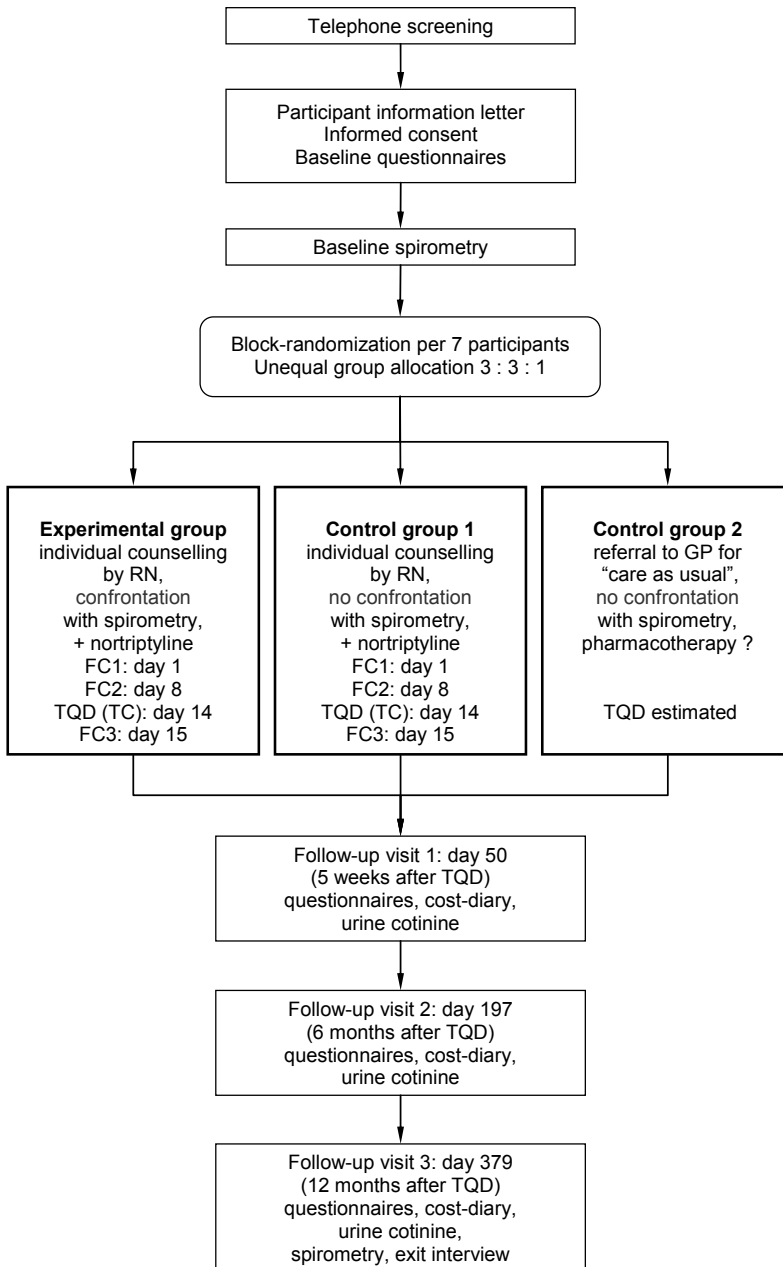 Telephone screening
Participant information letter
Informed consent
Baseline questionnaires
Baseline spirometry
Block-randomization per 7 participants
Unequal group allocation 3 : 3 : 1
Experimental group
individual counselling
by RN,
confrontation
with spirometry,
+ nortriptyline
FC1: day 1
FC2: day 8
TQD (TC): day 14
FC3: day 15
Control group 1
individual counselling
by RN,
no confrontation
with spirometry,
+ nortriptyline
FC1: day 1
FC2: day 8
TQD (TC): day 14
FC3: day 15
Control group 2
referral to GP for
“care as usual”,
no confrontation
with spirometry,
pharmacotherapy ?
TQD estimated
Follow-up visit 1: day 50
(5 weeks after TQD)
questionnaires, cost-diary,
urine cotinine
Follow-up visit 2: day 197
(6 months after TQD)
questionnaires, cost-diary,
urine cotinine
Follow-up visit 3: day 379
(12 months after TQD)
questionnaires, cost-diary,
urine cotinine,
spirometry, exit interview